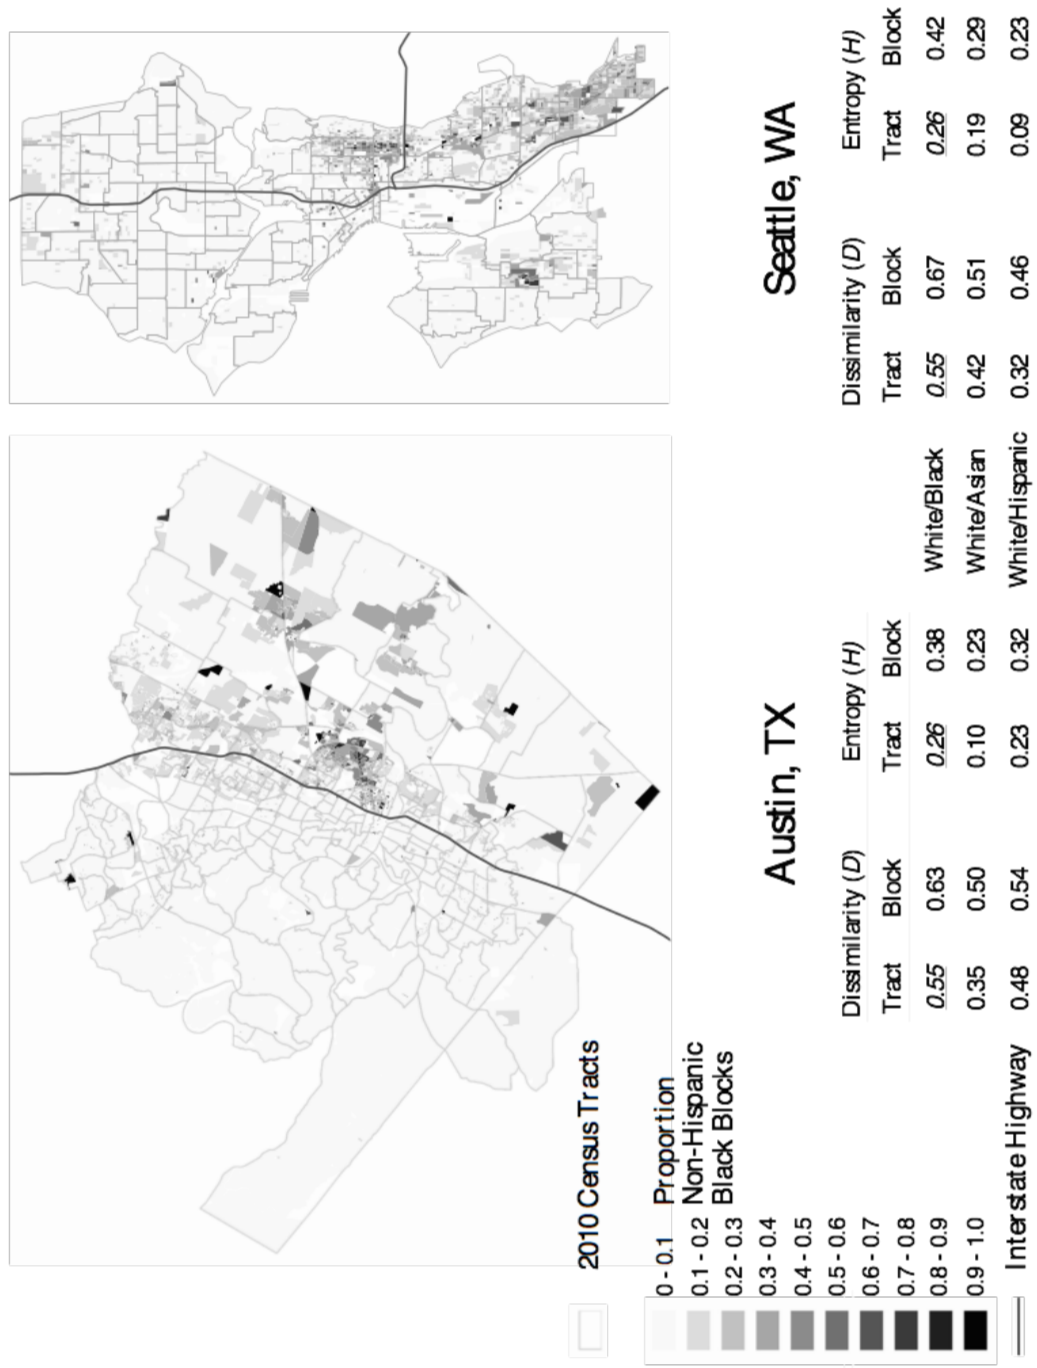 2010 Census Tracts
0 - 0.1 Proportion
0.1 - 0.2 Non-Hispanic
0.2 - 0.3 Black Blocks
0.3 - 0.4
0.4 - 0.5
0.5 - 0.6
0.6 - 0.7
0.7 - 0.8
0.8 - 0.9
0.9 - 1.0
Interstate Highway
Austin, TX
Dissimilarity (D) Entropy (H)
Tract Block Tract Block
0.55 0.63 0.26 0.38
0.35 0.50 0.10 0.23
0.48 0.54 0.23 0.32
White/Black
White/Asian
White/Hispanic
Seattle, WA
Dissimilarity (D) Entropy (H)
Tract Block Tract Block
0.55 0.67 0.26 0.42
0.42 0.51 0.19 0.29
0.32 0.46 0.09 0.23